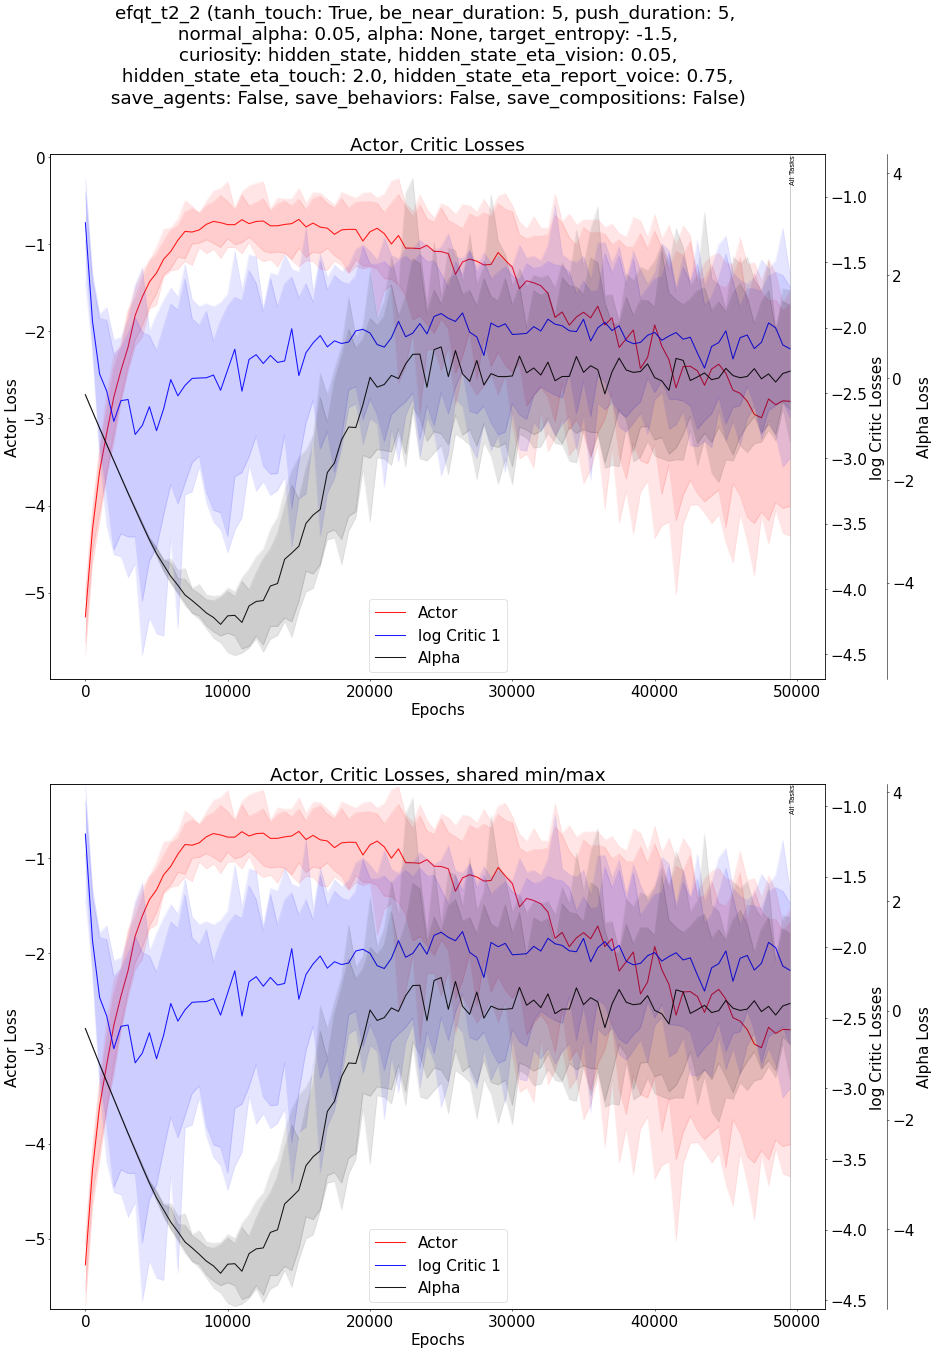 efqt_t2_2 (tanh_touch: True, be_near_duration: 5, push_duration: 5,
normal_alpha: 0.05, alpha: None, target_entropy: -1.5,
curiosity: hidden_state, hidden_state_eta_vision: 0.05,
hidden_state_eta_touch: 2.0, hidden_state_eta_report_voice: 0.75,
save_agents: False, save_behaviors: False, save_compositions: False)
Actor, Critic Losses
Actor Loss
0
−1
−2
−3
−4
−5
0
10000
20000
30000
40000
50000
Epochs
Actor
log Critic 1
Alpha
All Tasks
−1.0
−1.5
−2.0
−2.5
−3.0
−3.5
−4.0
−4.5
log Critic Losses
4
2
0
−2
−4
Alpha Loss
Actor, Critic Losses, shared min/max
Actor Loss
−1
−2
−3
−4
−5
0
10000
20000
30000
40000
50000
Epochs
Actor
log Critic 1
Alpha
All Tasks
−1.0
−1.5
−2.0
−2.5
−3.0
−3.5
−4.0
−4.5
log Critic Losses
4
2
0
−2
−4
Alpha Loss